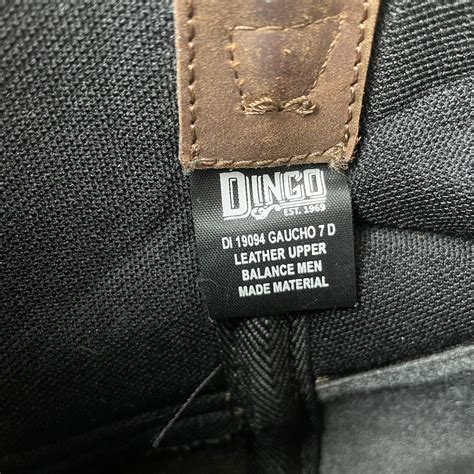 DINGO
EST. 1969
DI 19094 GAUCHO 7 D
LEATHER UPPER
BALANCE MEN
MADE MATERIAL